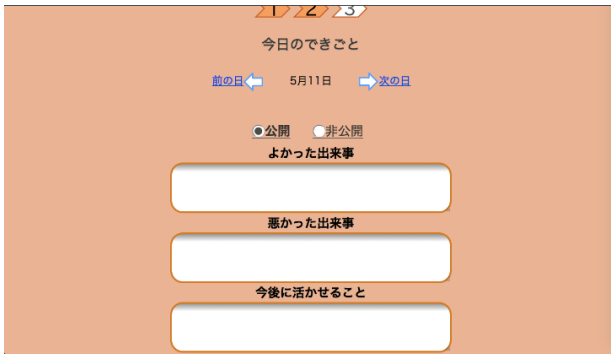 1 2 3
今日のできごと
前の日 5月11日 次の日
公開 非公開
よかった出来事
悪かった出来事
今後に活かせること